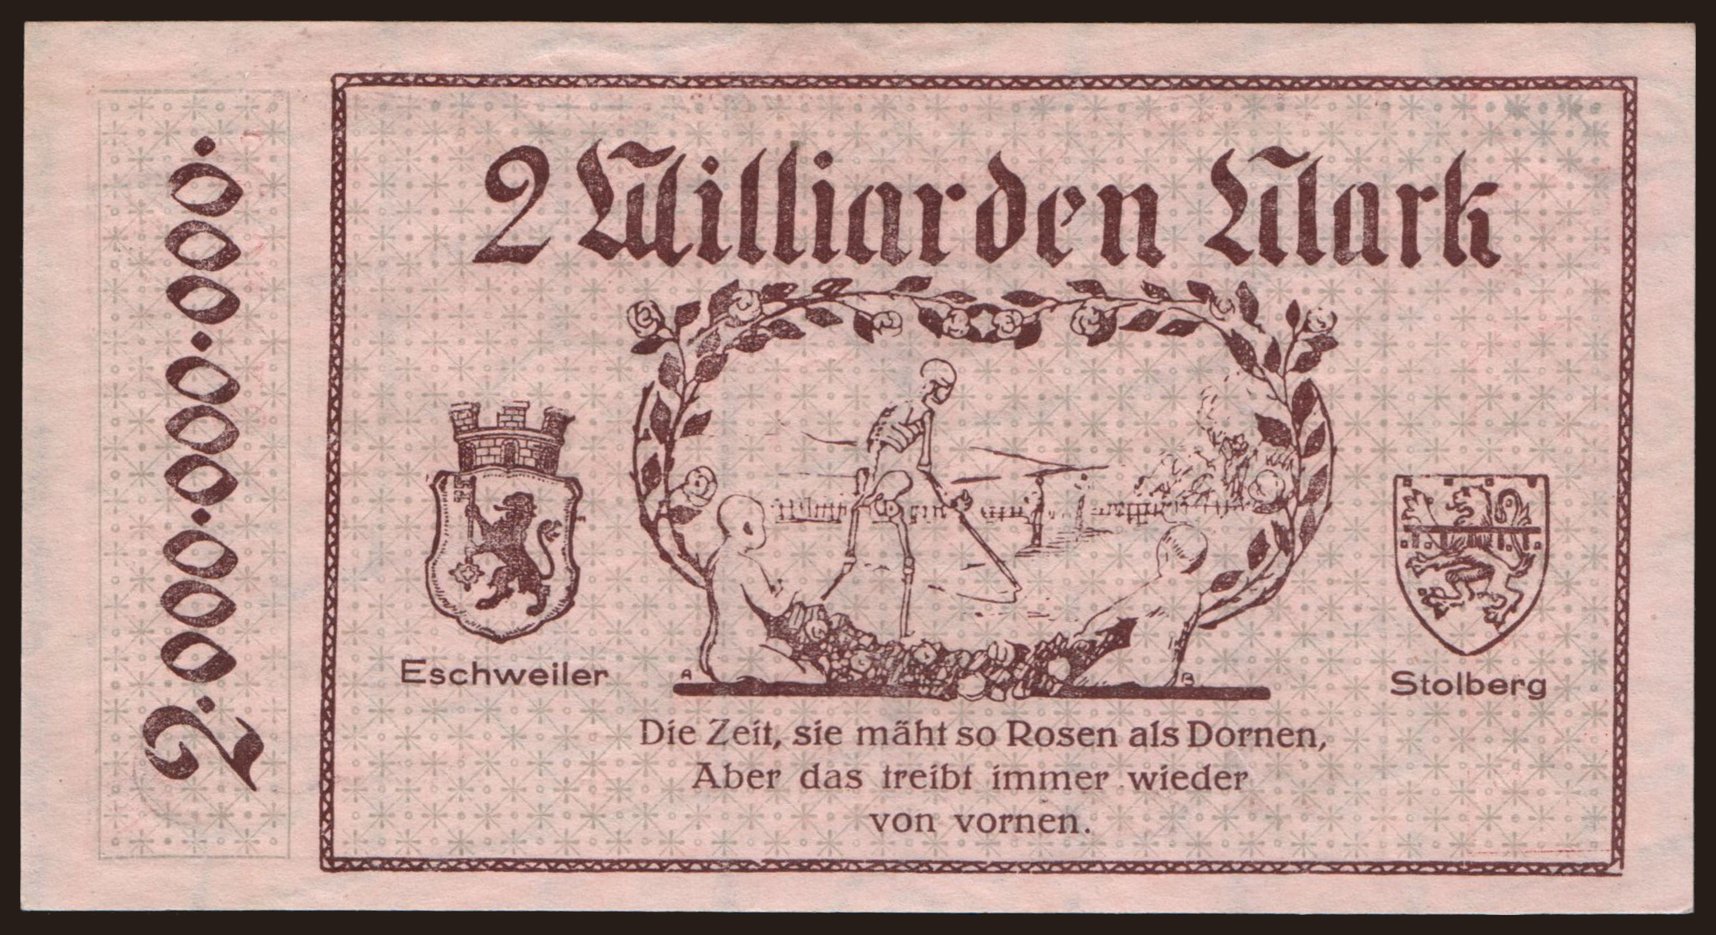 2.000.000.000.
2 Milliarden Mark
Eschweiler
Stolberg
A
B
Die Zeit, sie mäht so Rosen als Dornen,
Aber das treibt immer wieder
von vornen.